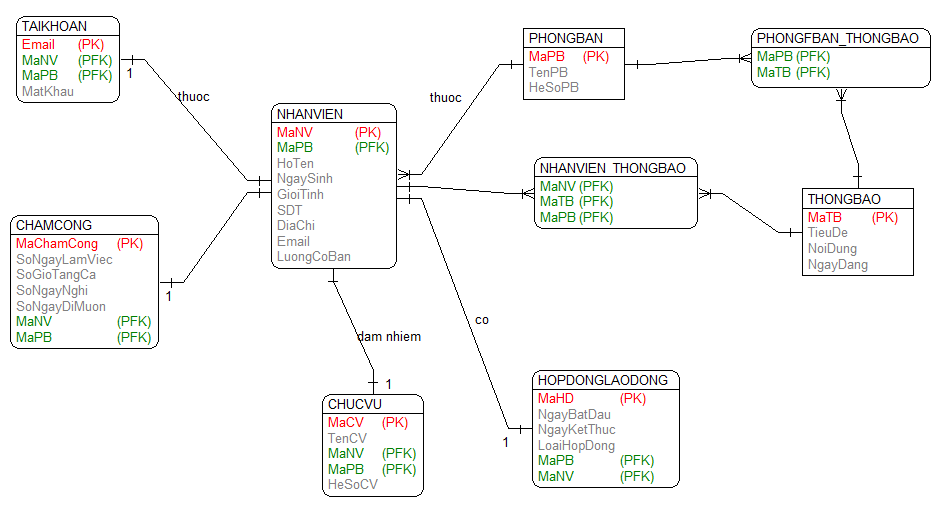 TAIKHOAN
Email (PK)
MaNV (PFK)
MaPB (PFK)
MatKhau
1
thuoc
NHANVIEN
MaNV (PK)
MaPB (PFK)
HoTen
NgaySinh
GioiTinh
SDT
DiaChi
Email
LuongCoBan
thuoc
PHONGBAN
MaPB (PK)
TenPB
HeSoPB
PHONGFBAN_THONGBAO
MaPB (PFK)
MaTB (PFK)
NHANVIEN_THONGBAO
MaNV (PFK)
MaTB (PFK)
MaPB (PFK)
THONGBAO
MaTB (PK)
TieuDe
NoiDung
NgayDang
CHAMCONG
MaChamCong (PK)
SoNgayLamViec
SoGioTangCa
SoNgayNghi
SoNgayDiMuon
MaNV (PFK)
MaPB (PFK)
1
dam nhiem
1
CHUCVU
MaCV (PK)
TenCV
MaNV (PFK)
MaPB (PFK)
HeSoCV
co
1
HOPDONGLAODONG
MaHD (PK)
NgayBatDau
NgayKetThuc
LoaiHopDong
MaPB (PFK)
MaNV (PFK)